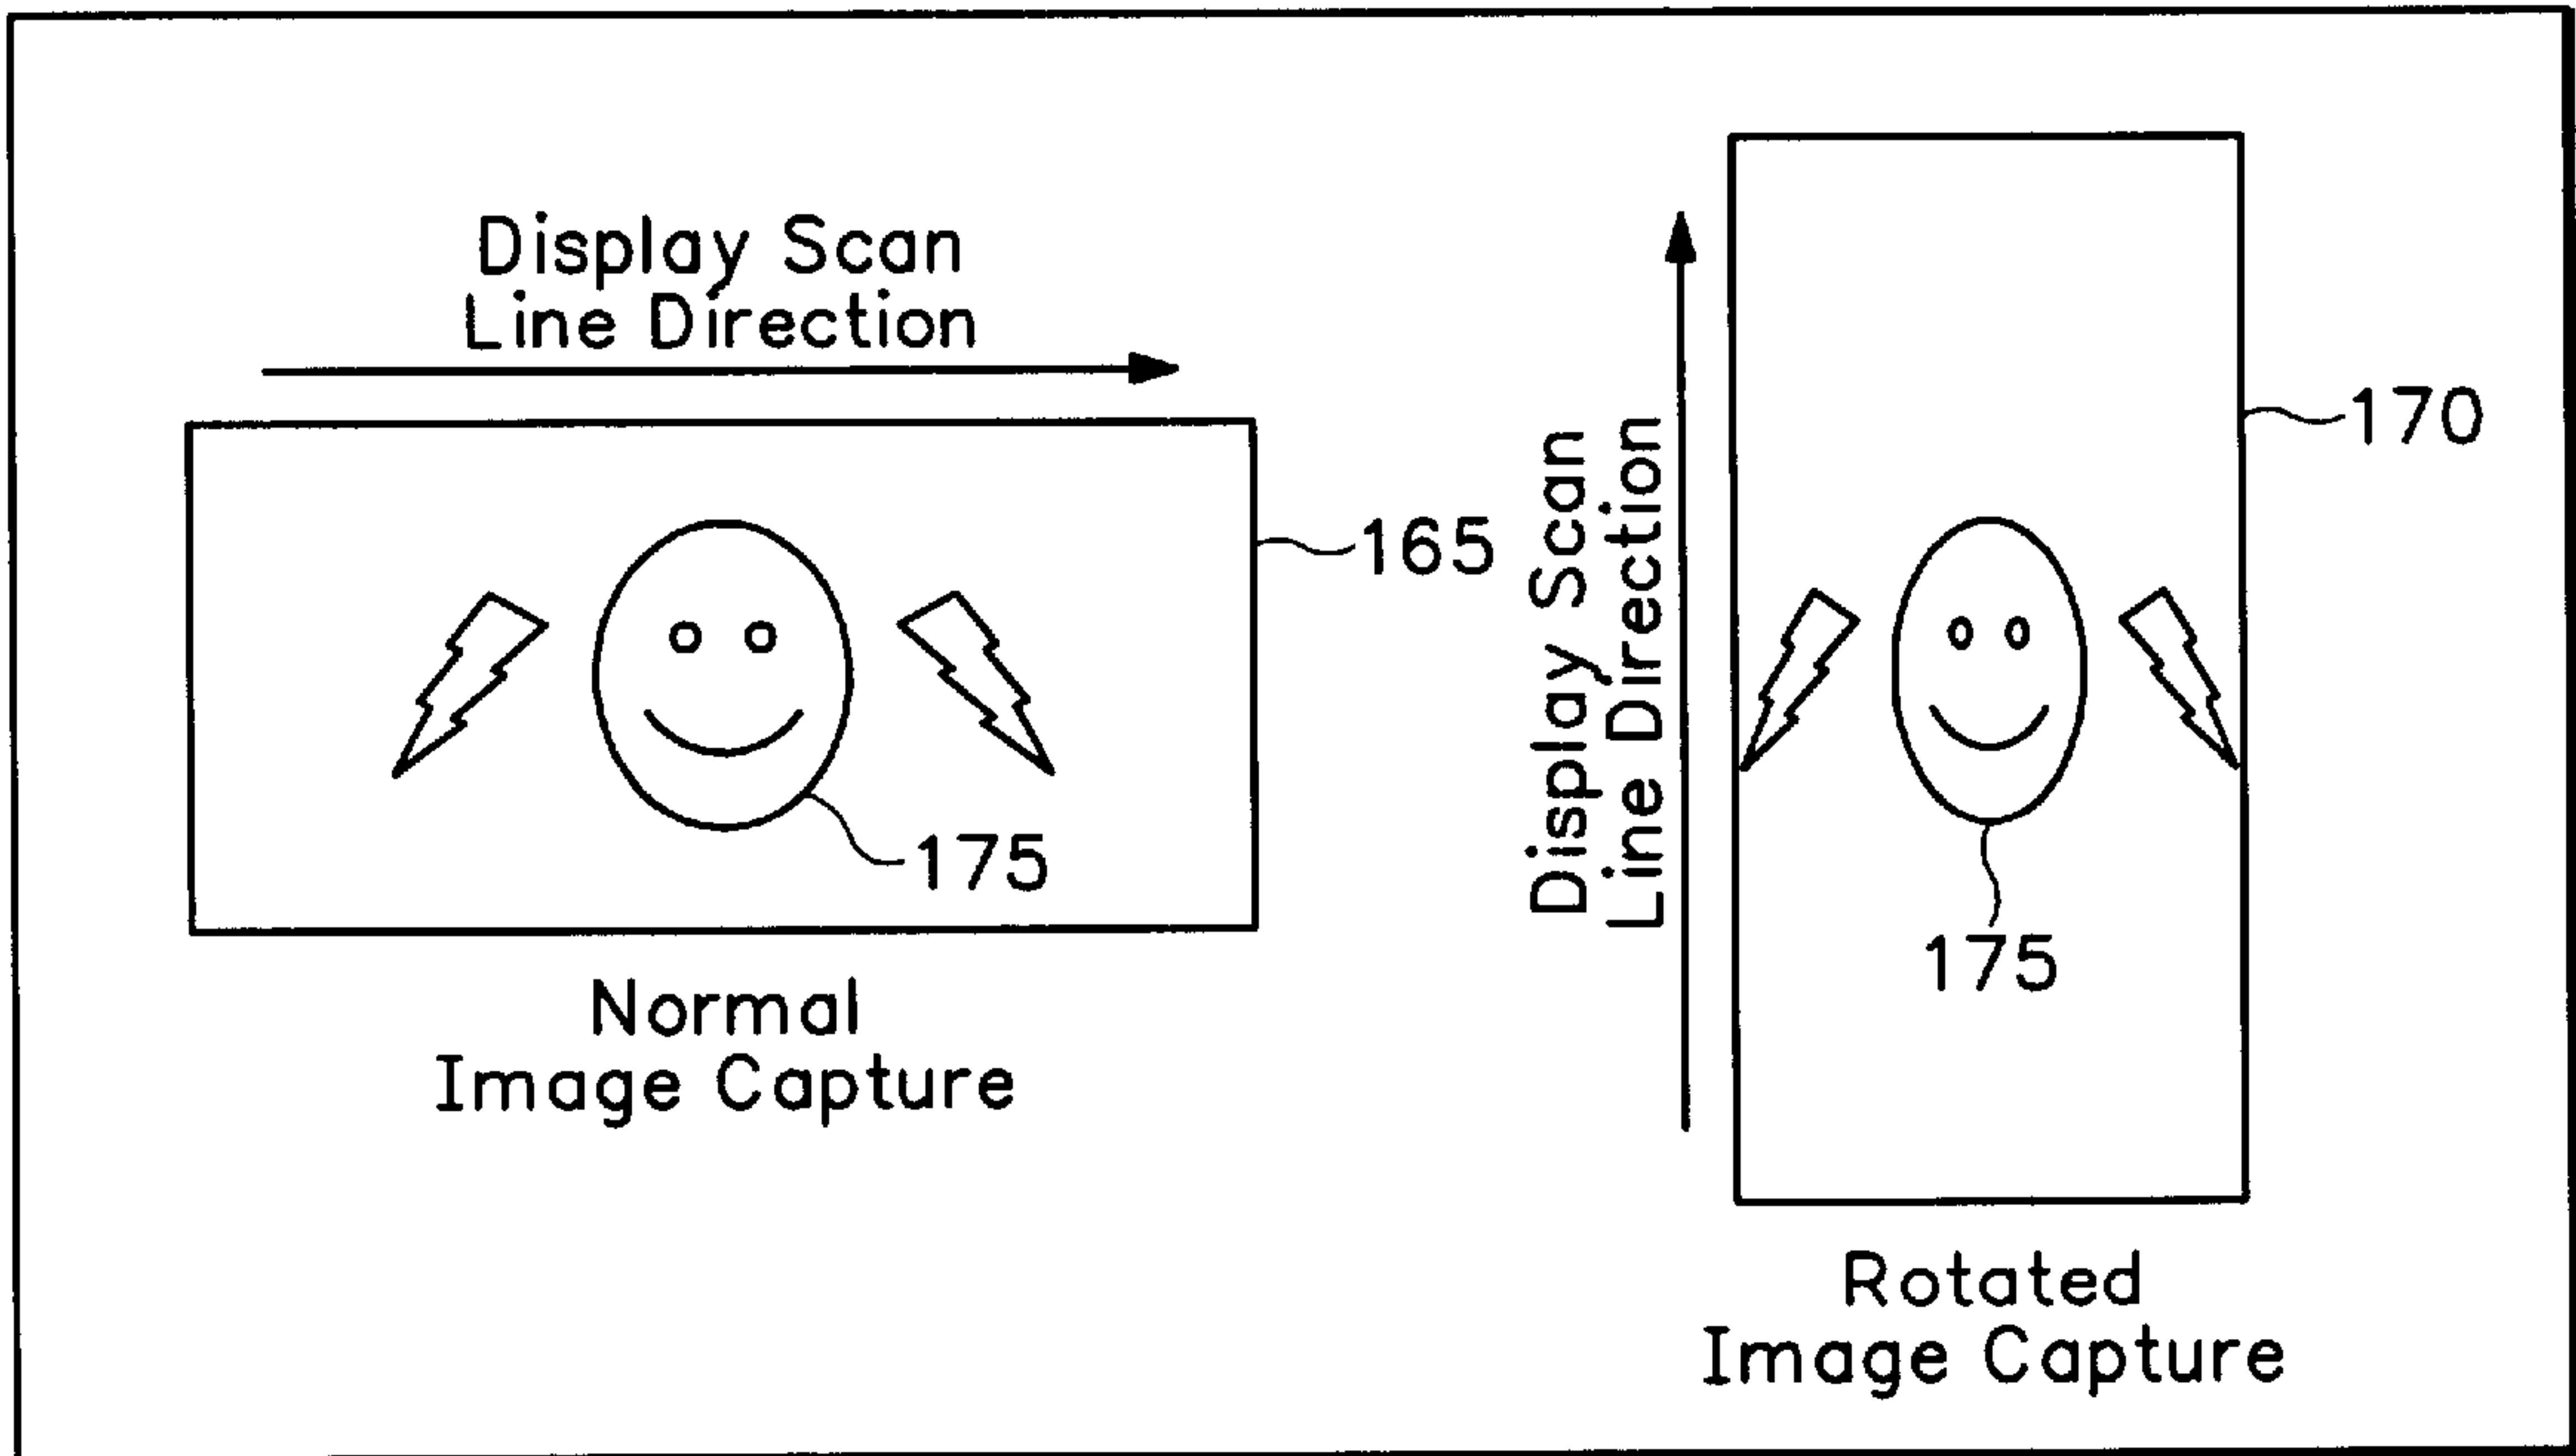 Display Scan
Line Direction
165
175
Normal
Image Capture
Display Scan
Line Direction
170
175
Rotated
Image Capture